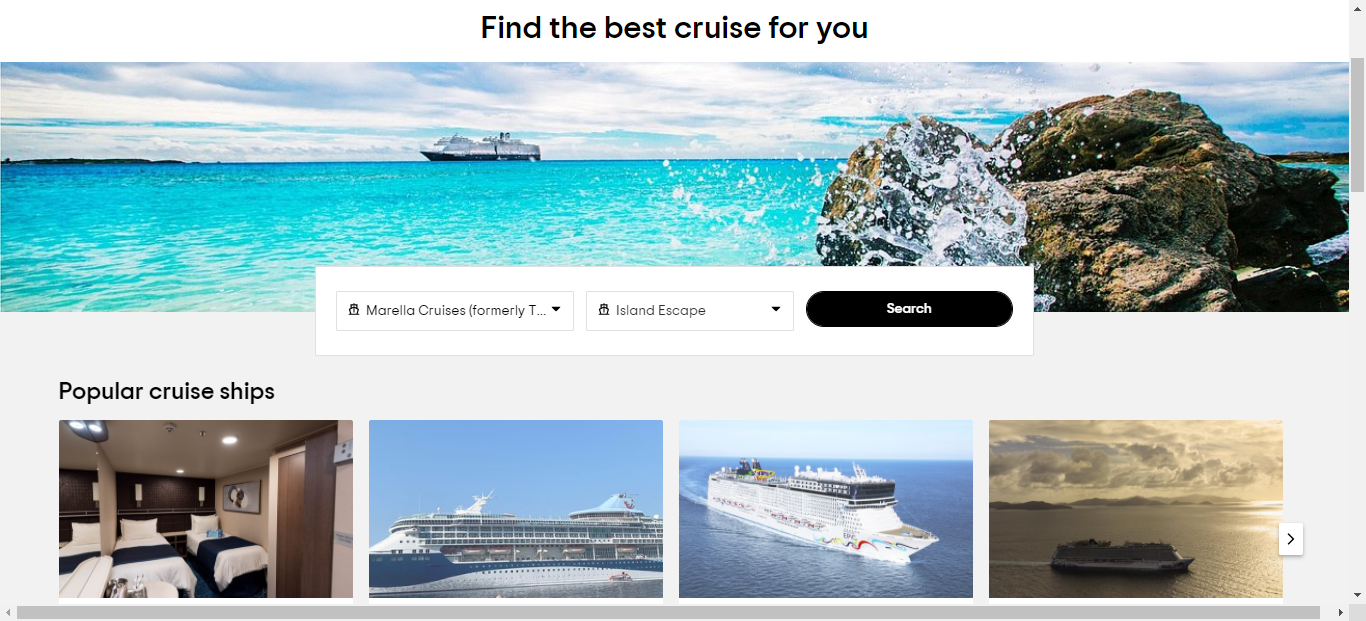 Find the best cruise for you
Marella Cruises (formerly T...
Island Escape
Search
Popular cruise ships
EPIC